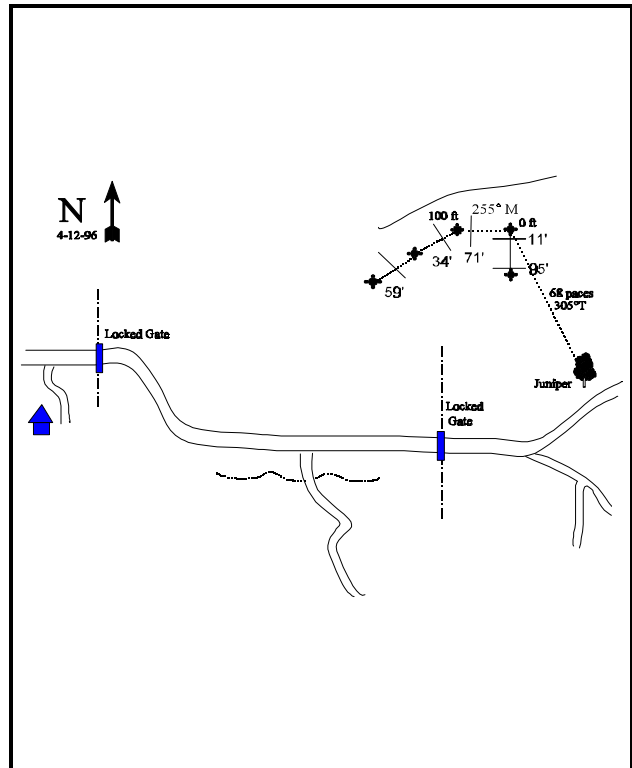 N
4-12-96
255° M
100 ft
0 ft
11'
34'
71'
95'
59'
68 paces
305°T
Locked Gate
Juniper
Locked
Gate